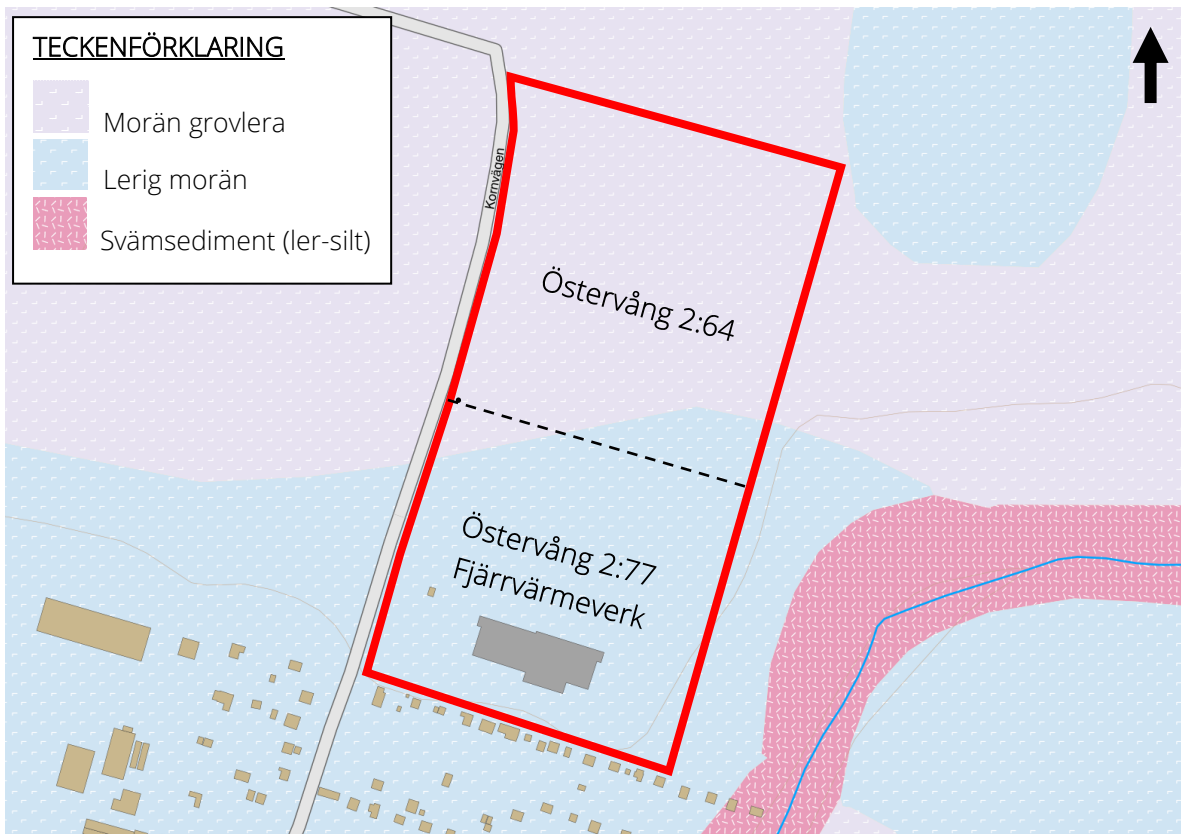 TECKENFÖRKLARING
Morän grovlera
Lerig morän
Svämsediment (ler-silt)
Kornvägen
Östervång 2:64
Östervång 2:77
Fjärrvärmeverk